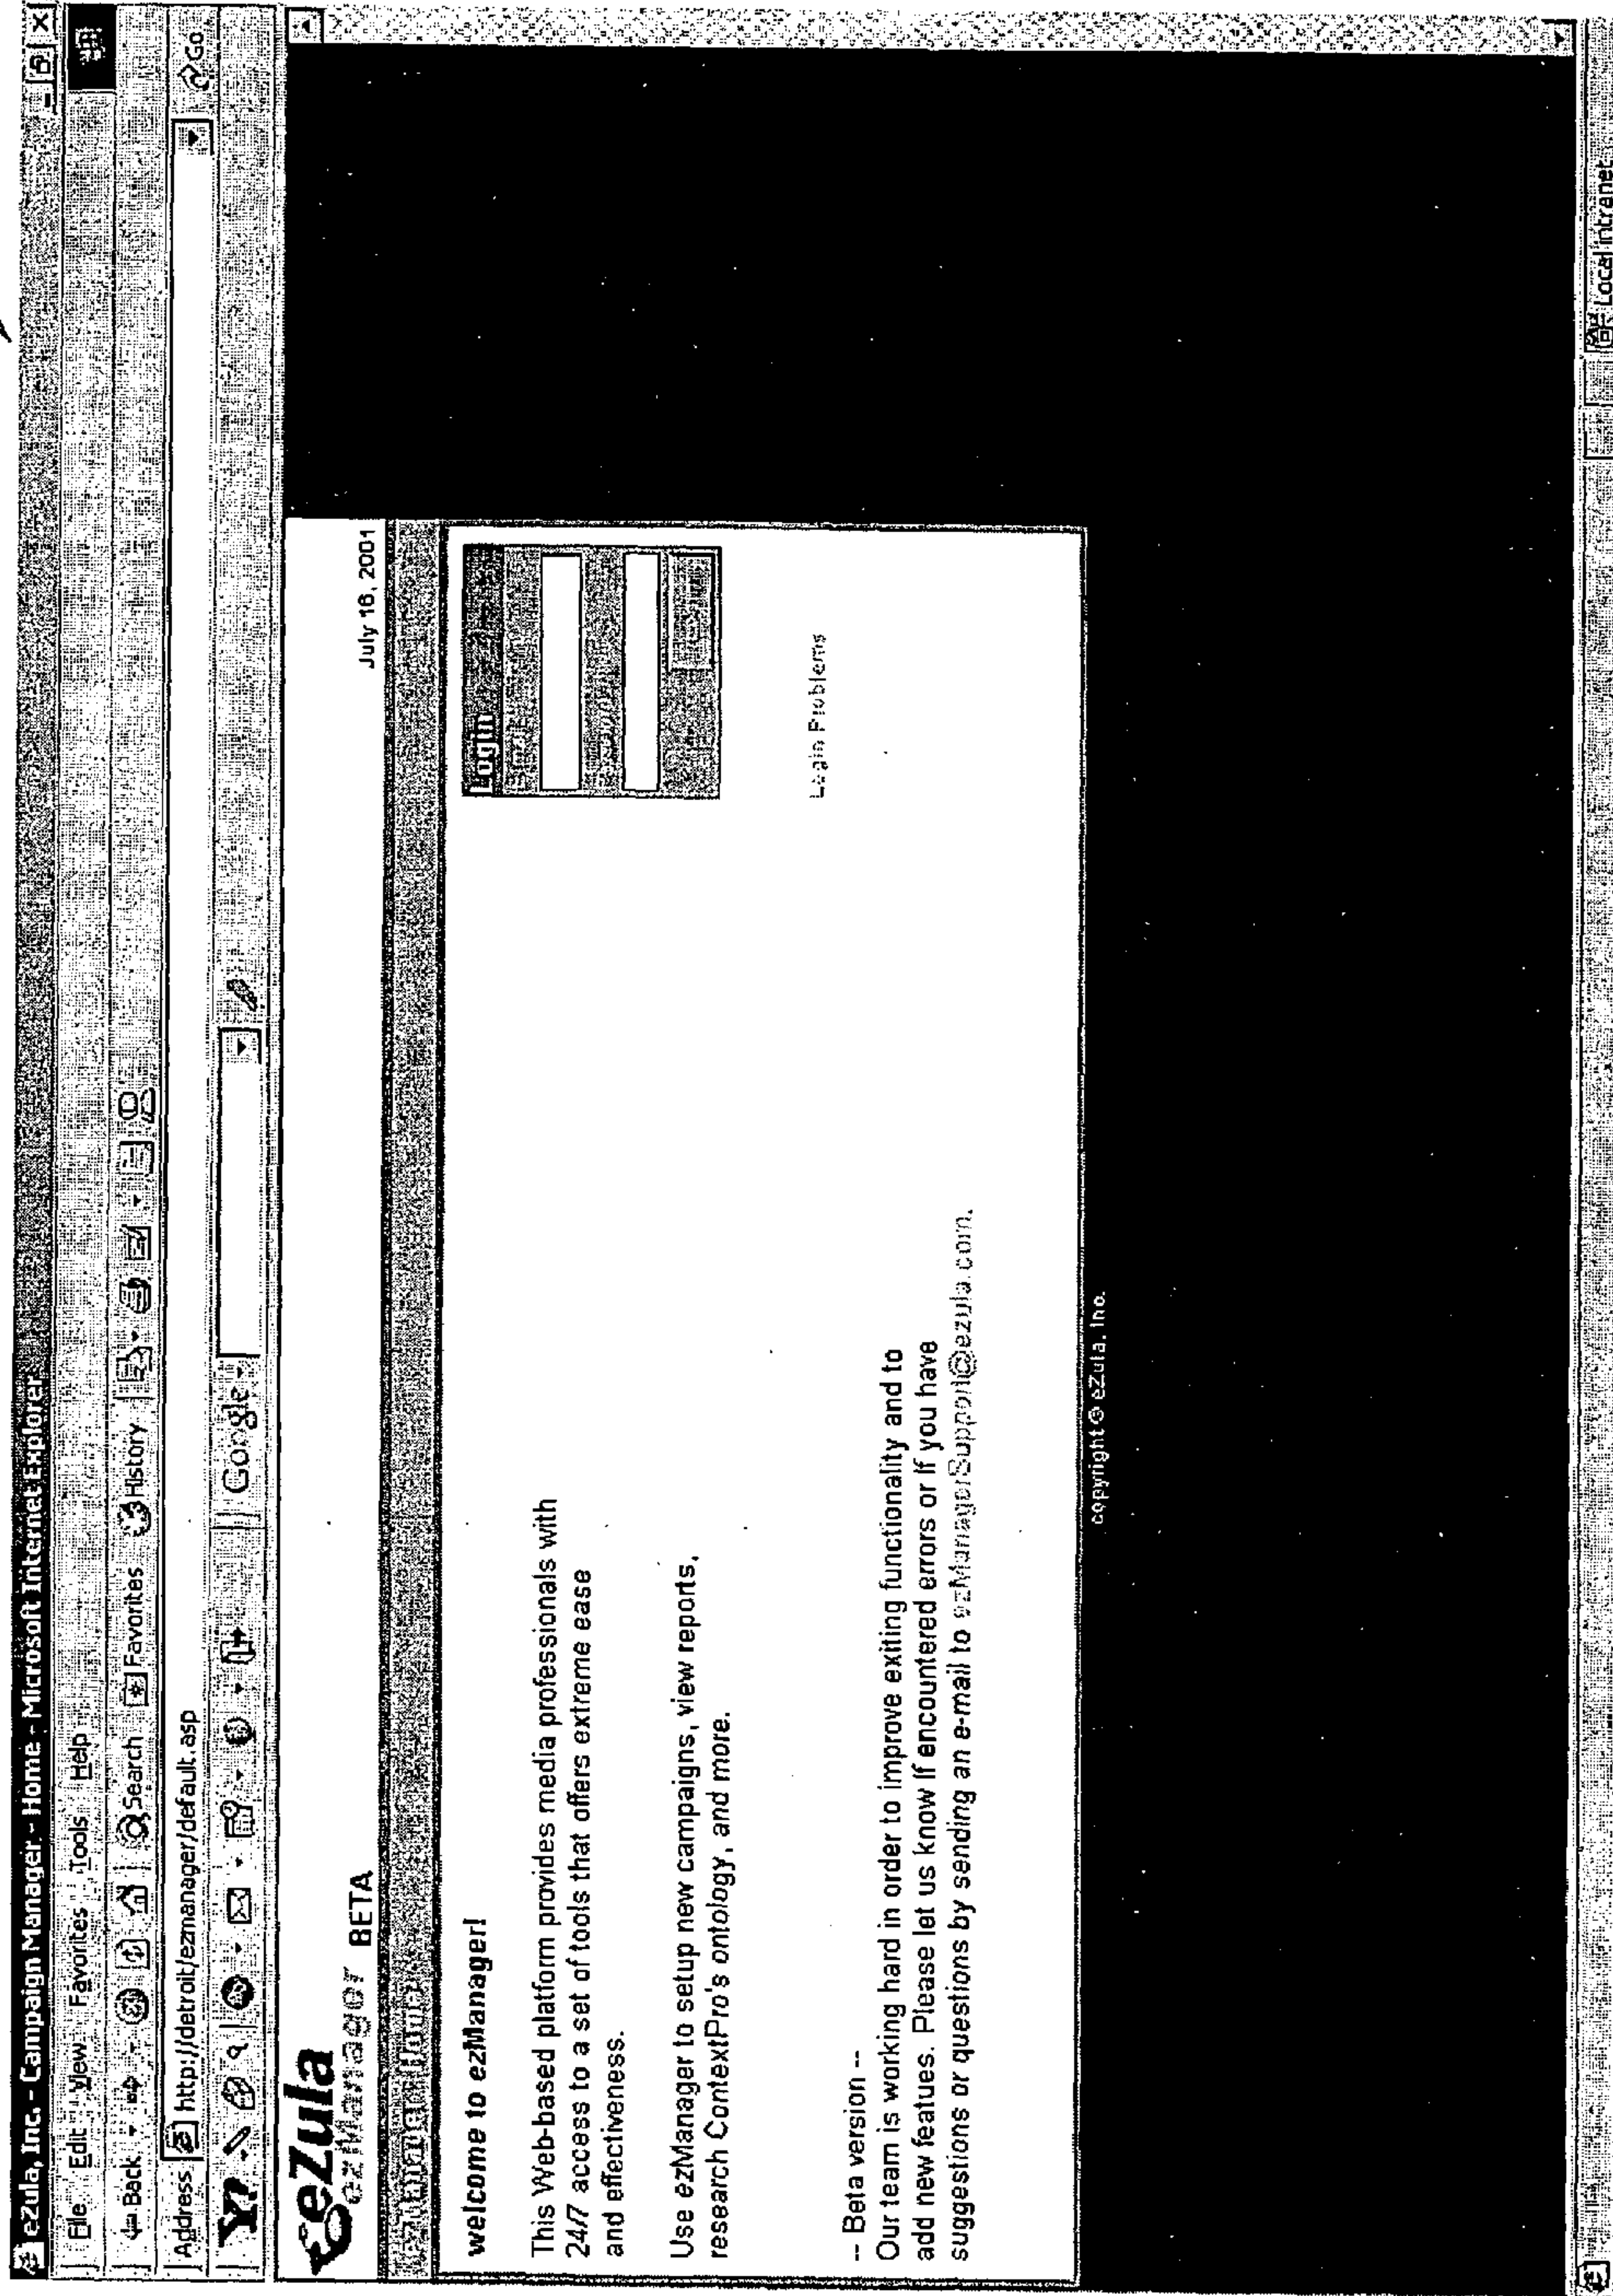 eZula, Inc. - Campaign Manager - Home - Microsoft Internet Explorer
File Edit View Favorites Tools Help
Back Search Favorites History
Address http://detroit/ezmanager/default.asp Go
Y! Google
eZula
ezManager BETA
July 16, 2001
welcome to ezManager!
Login
This Web-based platform provides media professionals with
24/7 access to a set of tools that offers extreme ease
and effectiveness.
Use ezManager to setup new campaigns, view reports,
research ContextPro's ontology, and more.
Login Problems
-- Beta version --
Our team is working hard in order to improve exiting functionality and to
add new featues. Please let us know if encountered errors or if you have
suggestions or questions by sending an e-mail to ezManagerSupport@ezula.com.
copyright © eZula, Inc.
Local intranet